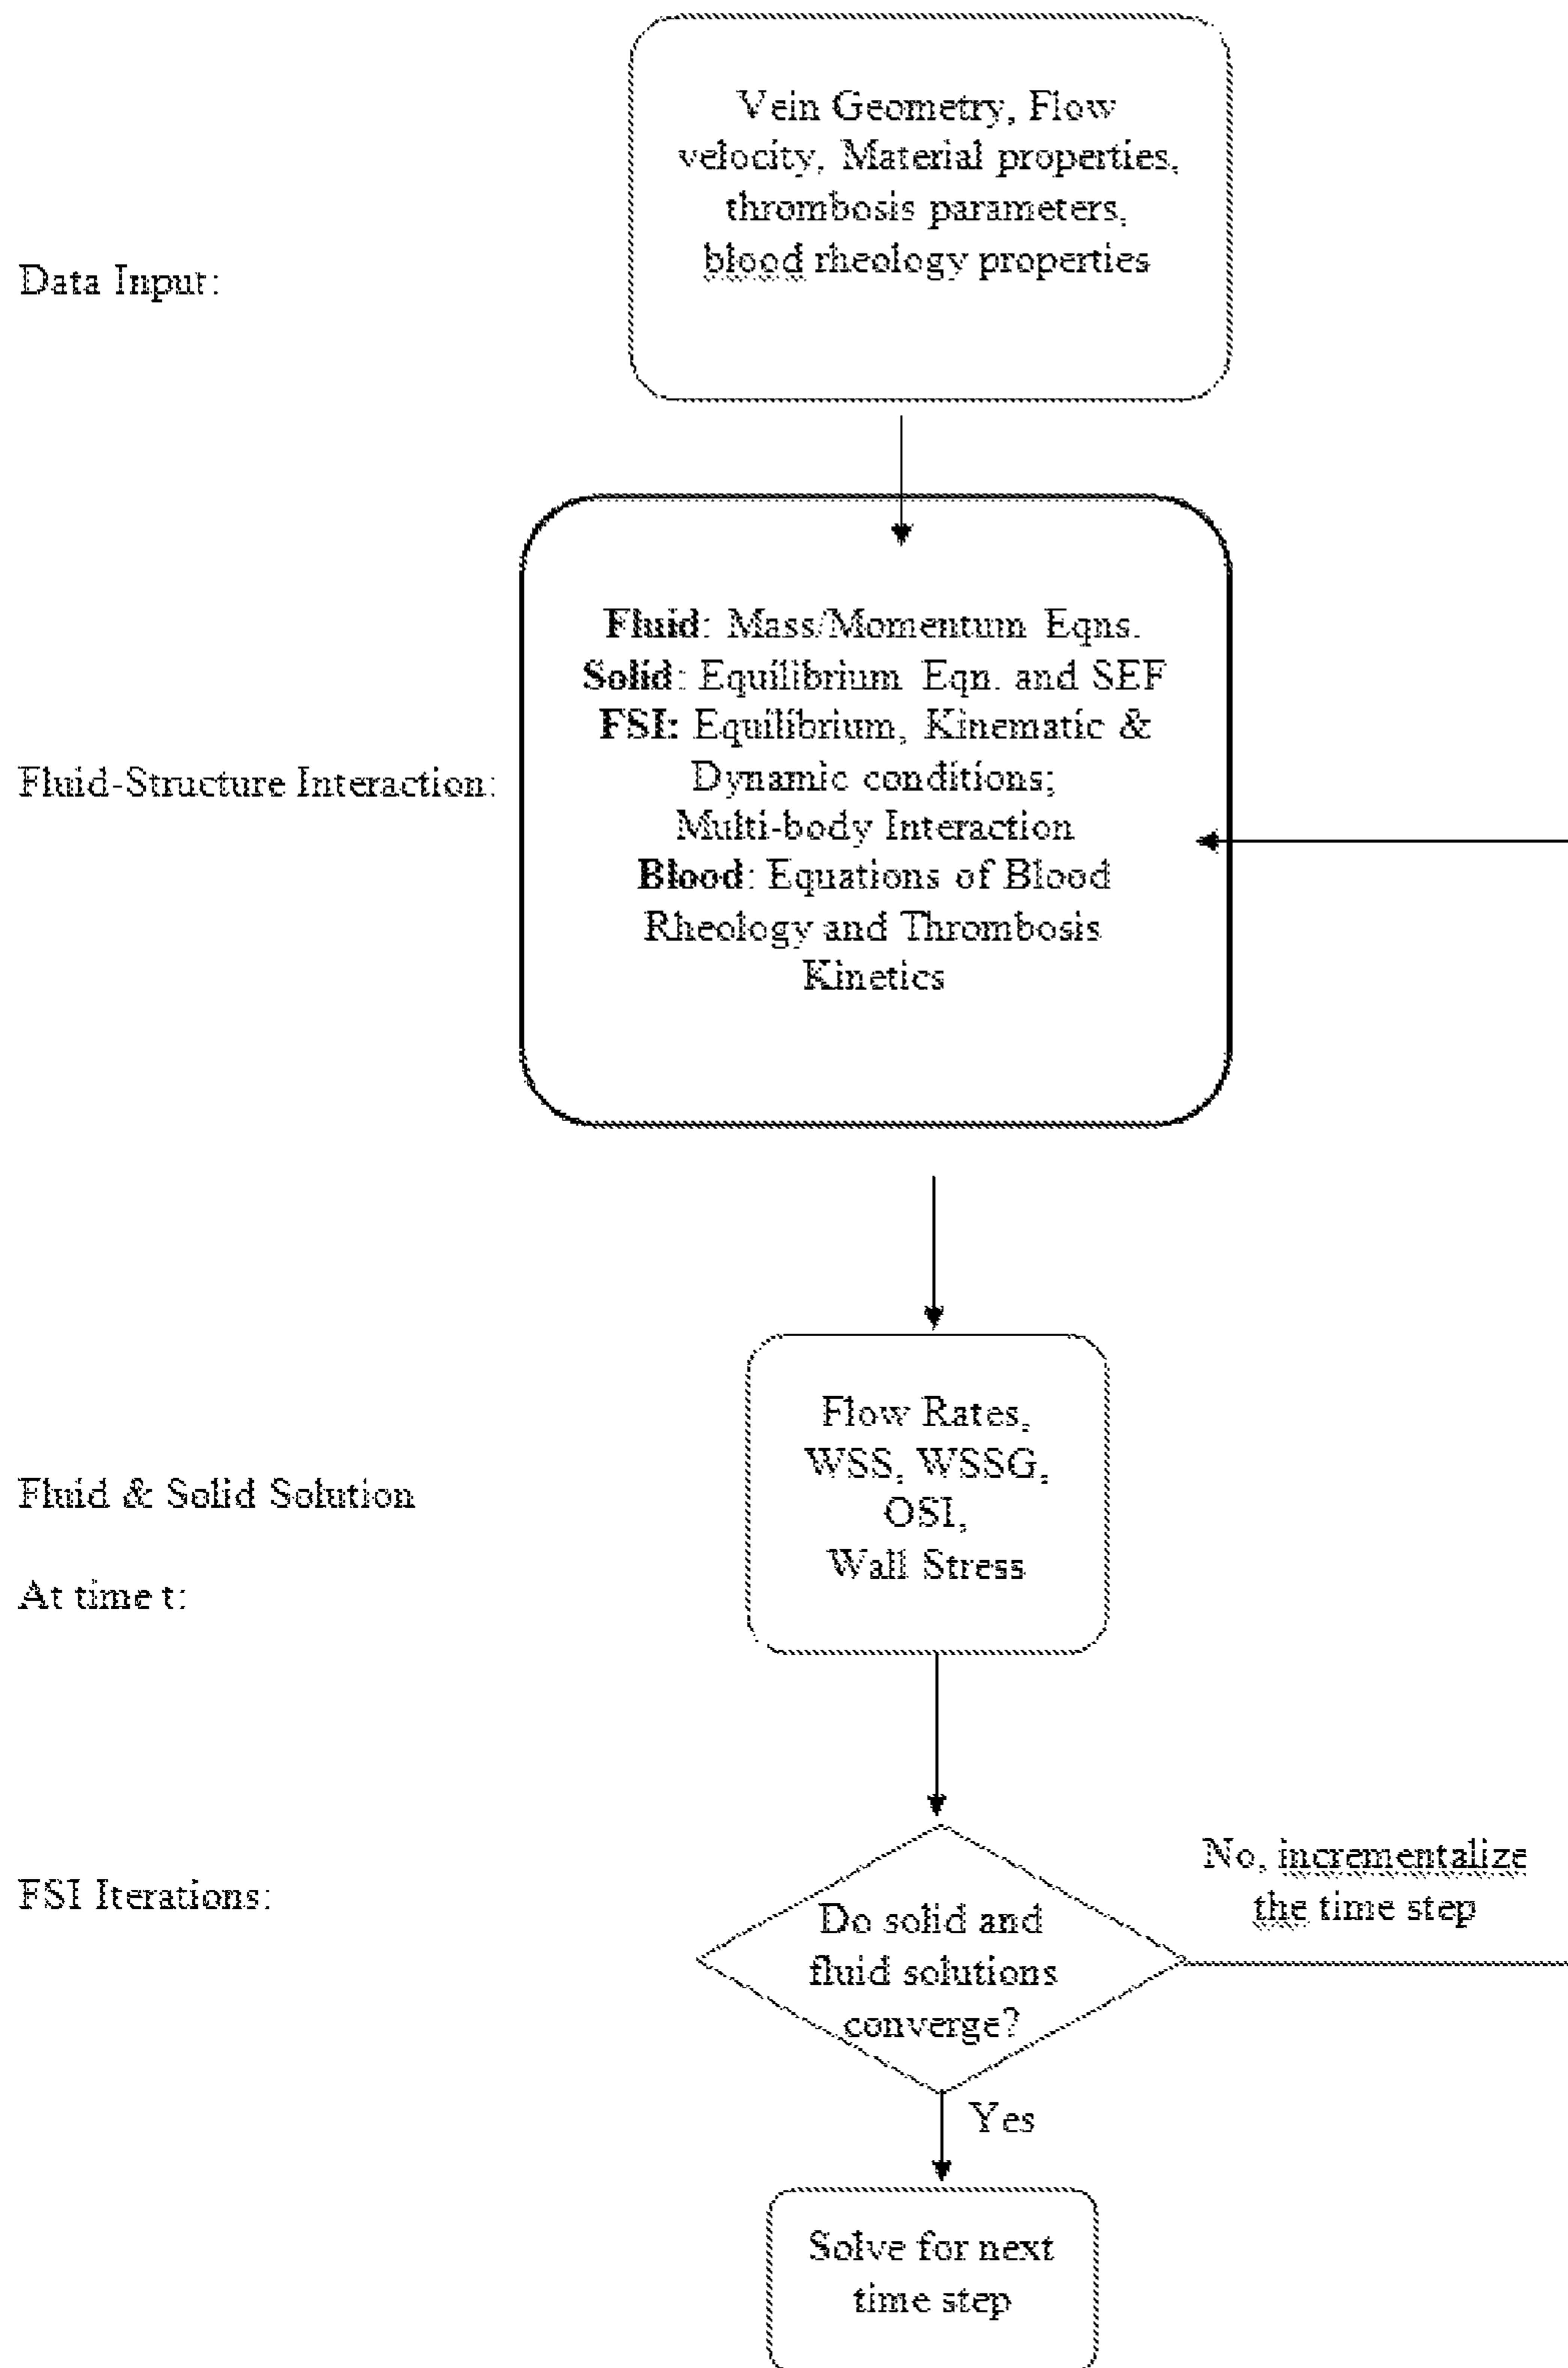 Vein Geometry, Flow
velocity, Material properties,
thrombosis parameters,
blood rheology properties
Data Input:
Fluid: Mass/Momentum Eqns.
Solid: Equilibrium Eqn. and SEF
FSI: Equilibrium, Kinematic &
Dynamic conditions;
Multi-body Interaction
Blood: Equations of Blood
Rheology and Thrombosis
Kinetics
Fluid-Structure Interaction:
Flow Rates,
WSS, WSSG,
OSI,
Wall Stress
Fluid & Solid Solution
At time t:
FSI Iterations:
Do solid and
fluid solutions
converge?
No, incrementalize
the time step
Yes
Solve for next
time step